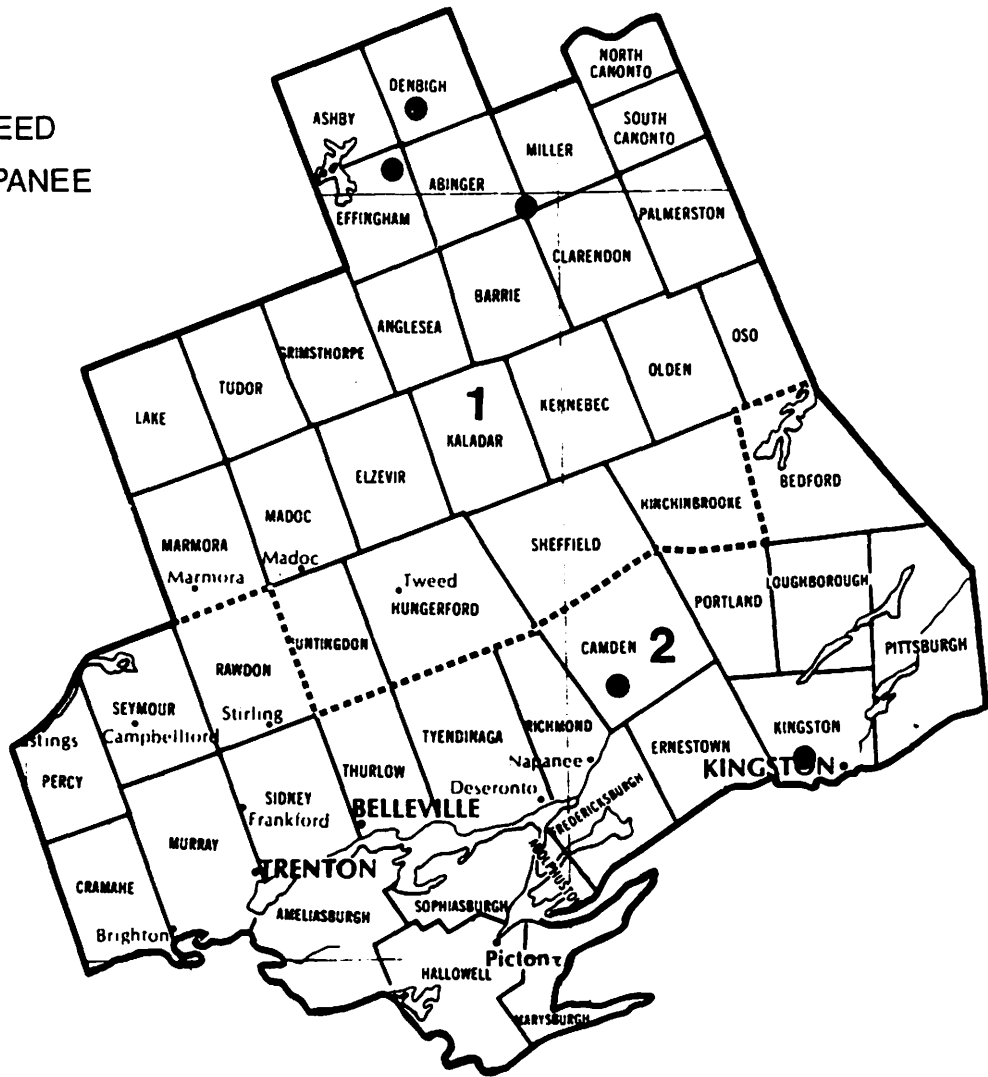 EED
PANEE
NORTH
CANONTO
DENBIGH
ASHBY
SOUTH
CANONTO
MILLER
ABINGER
EFFINGHAM
PALMERSTON
CLARENDON
BARRIE
ANGLESEA
GRIMSTHORPE
OSO
OLDEN
TUDOR
LAKE
1
KENNEBEC
KALADAR
ELZEVIR
BEDFORD
HINCHINBROOKE
MADOC
MARMORA
Madoc
Marmora
SHEFFIELD
Tweed
HUNGERFORD
LOUGHBOROUGH
PORTLAND
HUNTINGDON
CAMDEN
2
PITTSBURGH
RAWDON
SEYMOUR
Stirling
Campbellford
stings
PERCY
RICHMOND
TYENDINAGA
KINGSTON
ERNESTOWN
Napanee
KINGSTON
THURLOW
Deseronto
SIDNEY
Frankford
BELLEVILLE
FREDERICKSBURGH
MURRAY
TRENTON
CRAMAHE
SOPHIASBURGH
AMELIASBURGH
Brighton
Picton
HALLOWELL
MARYSBURGH